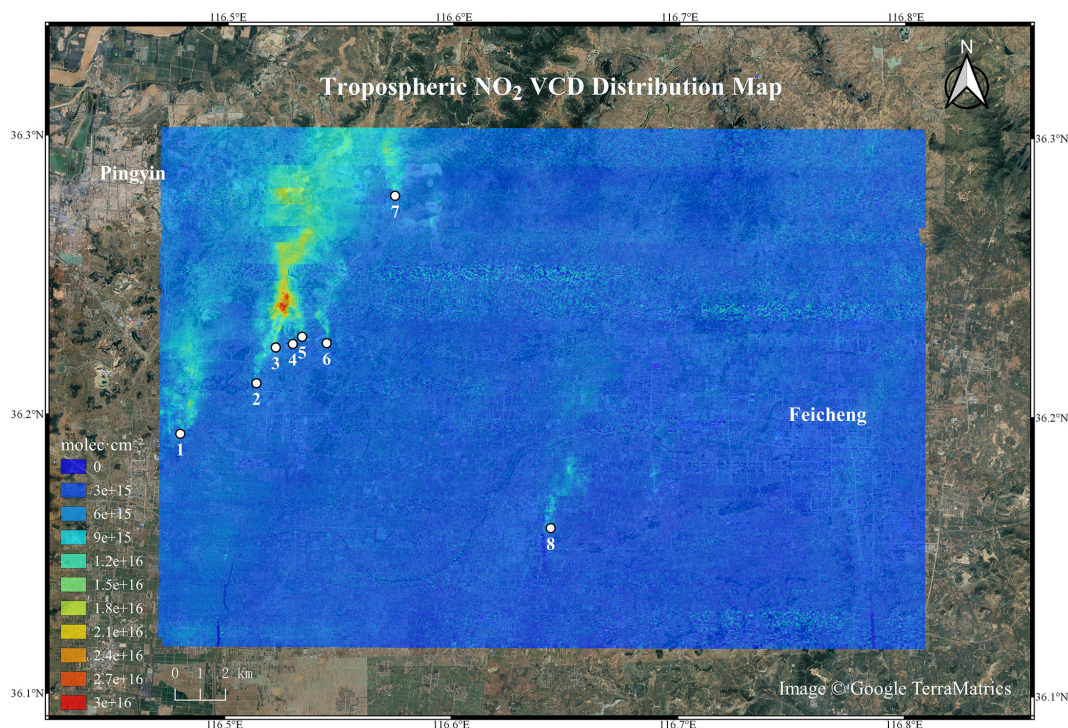 116.5°E 116.6°E 116.7°E 116.8°E
N
Tropospheric NO₂ VCD Distribution Map
36.3°N 36.3°N
Pingyin
7
5
3 4 6
2
36.2°N 36.2°N
Feicheng
1
molec·cm⁻²
0
3e+15
6e+15
9e+15
8
1.2e+16
1.5e+16
1.8e+16
2.1e+16
2.4e+16
2.7e+16
3e+16
0 1 2 km
Image © Google TerraMatrics
36.1°N 36.1°N
116.5°E 116.6°E 116.7°E 116.8°E